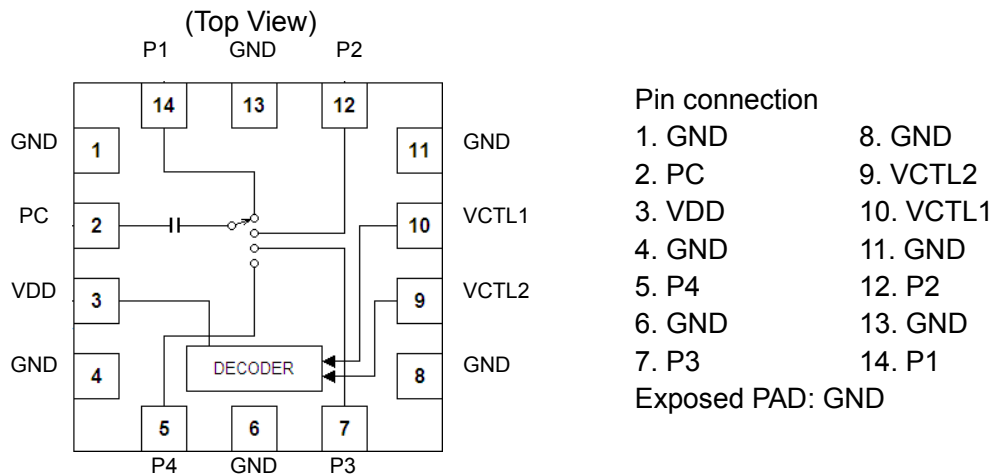 (Top View)
P1 GND P2
14 13 12
GND 1 11 GND
PC 2 10 VCTL1
VDD 3 9 VCTL2
GND 4 DECODER 8 GND
5 6 7
P4 GND P3
Pin connection
1. GND 8. GND
2. PC 9. VCTL2
3. VDD 10. VCTL1
4. GND 11. GND
5. P4 12. P2
6. GND 13. GND
7. P3 14. P1
Exposed PAD: GND